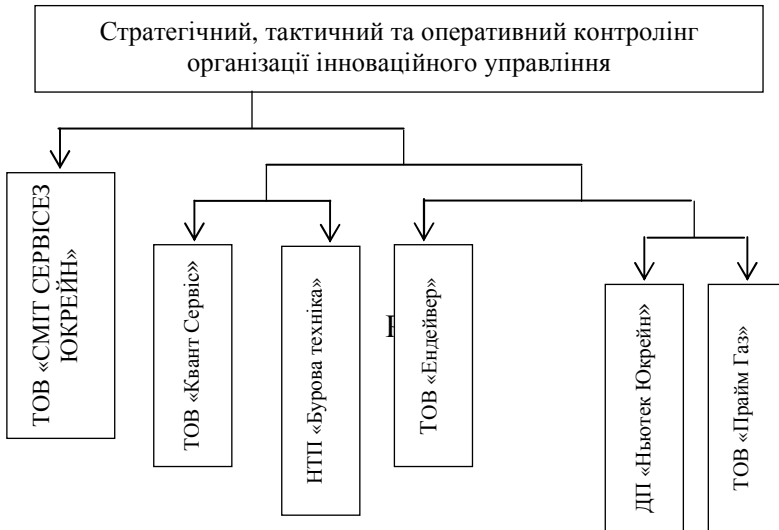 Стратегічний, тактичний та оперативний контролінг
організації інноваційного управління
ТОВ «СМІТ СЕРВІСЕЗ
ЮКРЕЙН»
ТОВ «Квант Сервіс»
НТП «Бурова техніка»
ТОВ «Ендейвер»
ДП «Ньютек Юкрейн»
ТОВ «Прайм Газ»